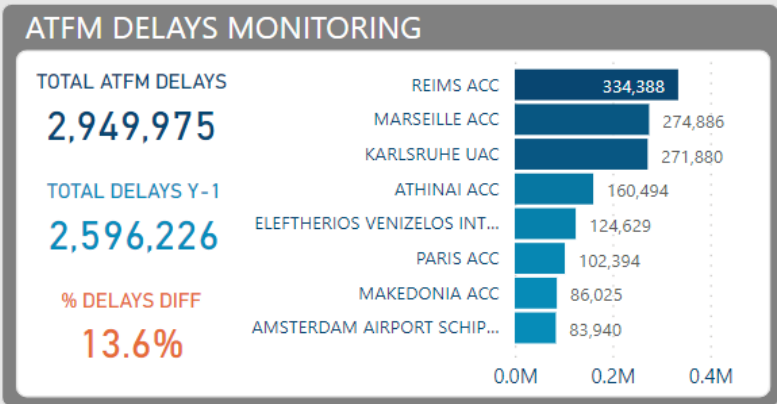 ATFM DELAYS MONITORING
TOTAL ATFM DELAYS
2,949,975
TOTAL DELAYS Y-1
2,596,226
% DELAYS DIFF
13.6%
REIMS ACC 334,388
MARSEILLE ACC 274,886
KARLSRUHE UAC 271,880
ATHINAI ACC 160,494
ELEFTHERIOS VENIZELOS INT... 124,629
PARIS ACC 102,394
MAKEDONIA ACC 86,025
AMSTERDAM AIRPORT SCHIP... 83,940
0.0M 0.2M 0.4M